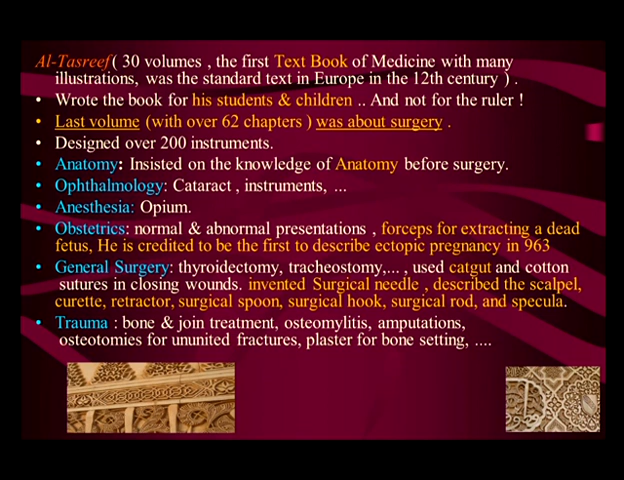 Al-Tasreef ( 30 volumes , the first Text Book of Medicine with many
illustrations, was the standard text in Europe in the 12th century ) .
• Wrote the book for his students & children .. And not for the ruler !
• Last volume (with over 62 chapters ) was about surgery .
• Designed over 200 instruments.
• Anatomy: Insisted on the knowledge of Anatomy before surgery.
• Ophthalmology: Cataract , instruments, ...
• Anesthesia: Opium.
• Obstetrics: normal & abnormal presentations , forceps for extracting a dead
fetus, He is credited to be the first to describe ectopic pregnancy in 963
• General Surgery: thyroidectomy, tracheostomy,... , used catgut and cotton
sutures in closing wounds. invented Surgical needle , described the scalpel,
curette, retractor, surgical spoon, surgical hook, surgical rod, and specula.
• Trauma : bone & join treatment, osteomylitis, amputations,
osteotomies for ununited fractures, plaster for bone setting, ....